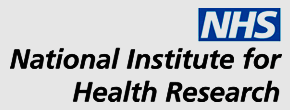 NHS
National Institute for
Health Research